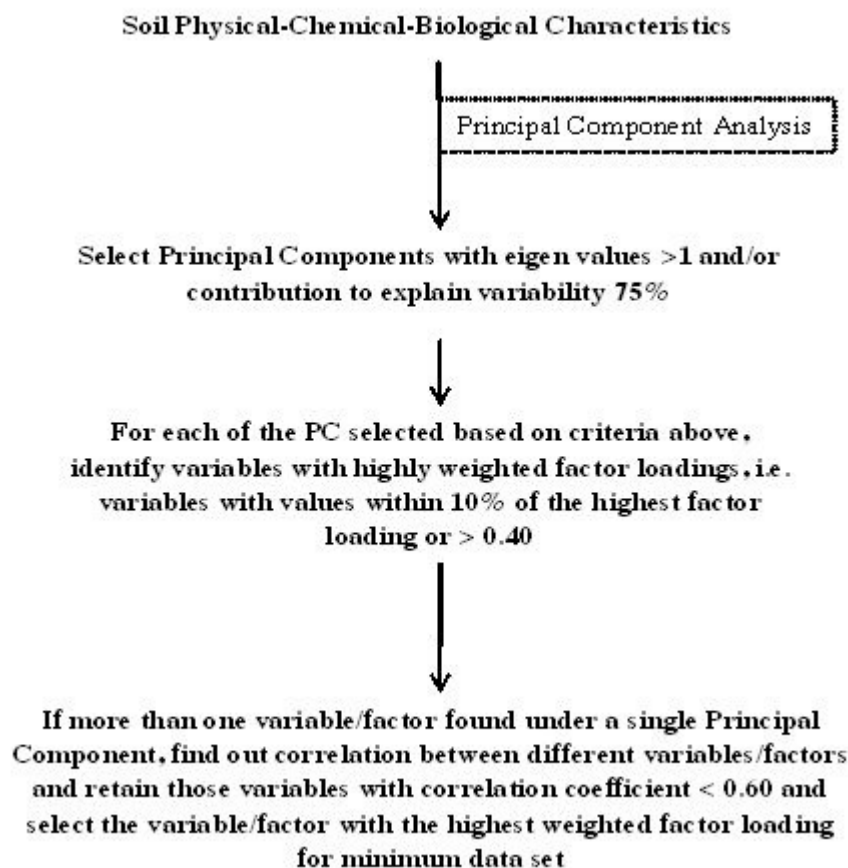 Soil Physical-Chemical-Biological Characteristics
Principal Component Analysis
Select Principal Components with eigen values >1 and/or
contribution to explain variability 75%
For each of the PC selected based on criteria above,
identify variables with highly weighted factor loadings, i.e.
variables with values within 10% of the highest factor
loading or > 0.40
If more than one variable/factor found under a single Principal
Component, find out correlation between different variables/factors
and retain those variables with correlation coefficient < 0.60 and
select the variable/factor with the highest weighted factor loading
for minimum data set